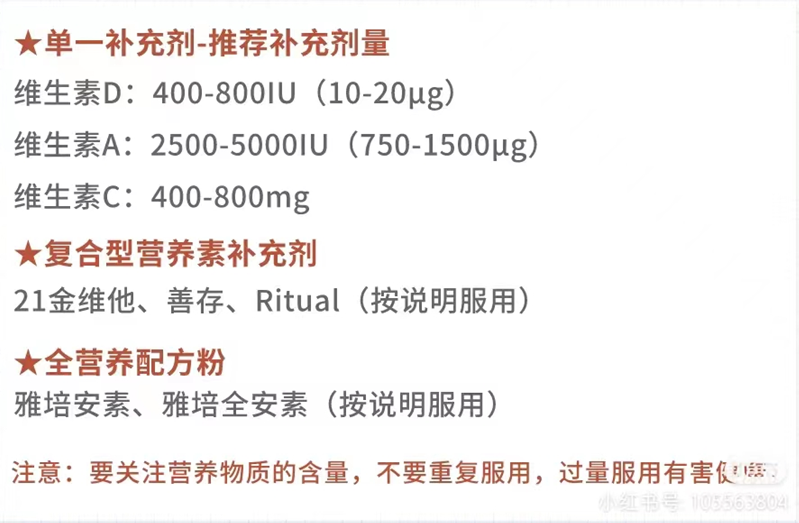 ★单一补充剂-推荐补充剂量
维生素D：400-800IU（10-20μg）
维生素A：2500-5000IU（750-1500μg）
维生素C：400-800mg
★复合型营养素补充剂
21金维他、善存、Ritual（按说明服用）
★全营养配方粉
雅培安素、雅培全安素（按说明服用）
注意：要关注营养物质的含量，不要重复服用，过量服用有害健康.
小红书号: 105563804